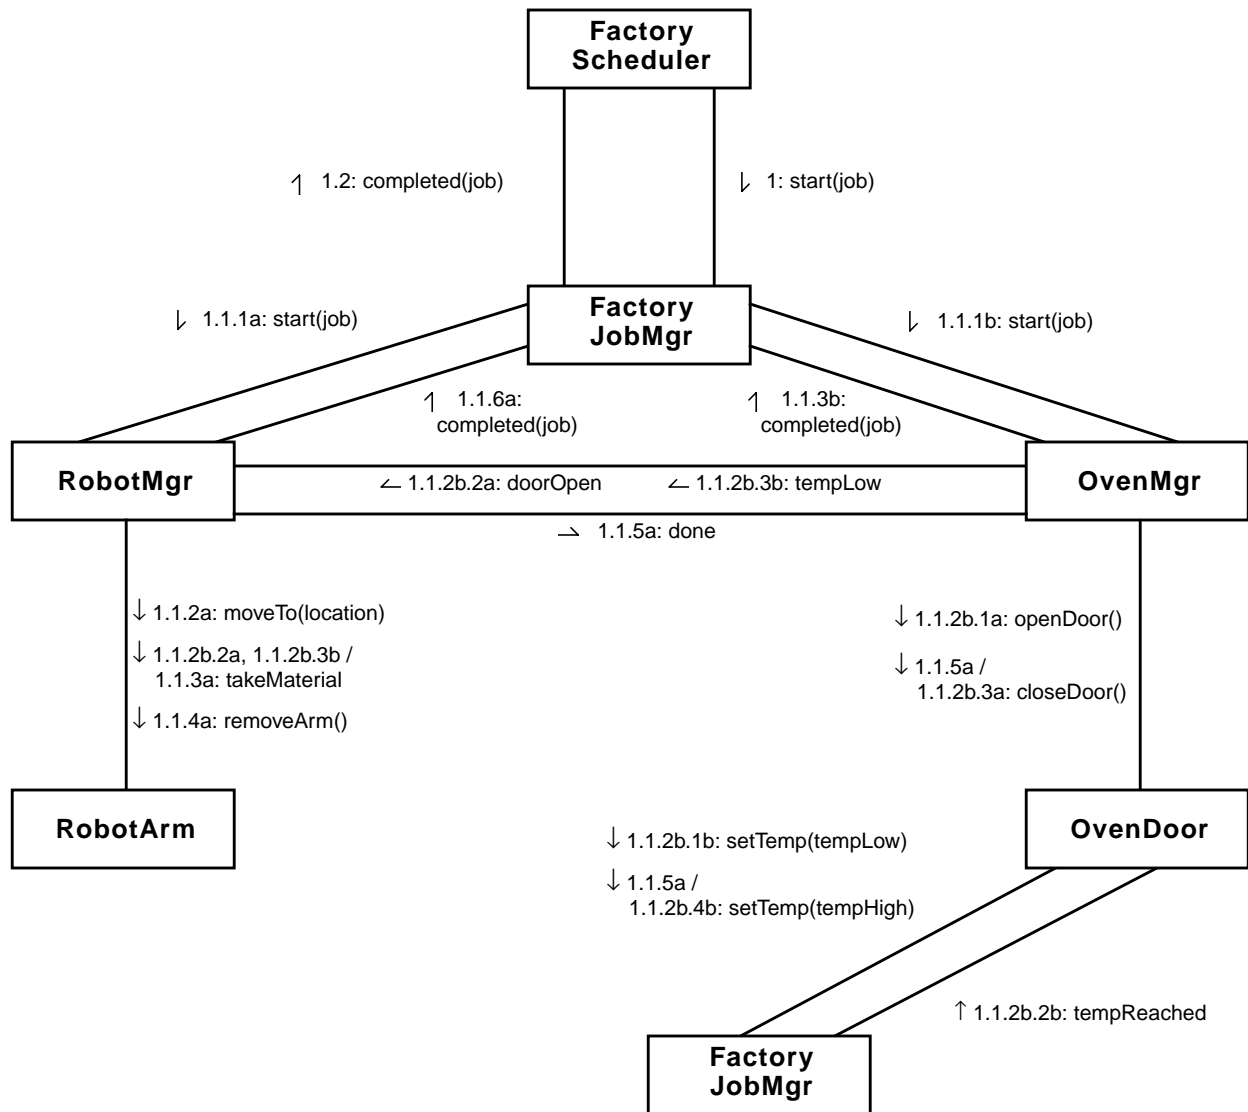 Factory
Scheduler
1.2: completed(job)
1: start(job)
Factory
JobMgr
1.1.1a: start(job)
1.1.1b: start(job)
1.1.6a:
completed(job)
1.1.3b:
completed(job)
RobotMgr
1.1.2b.2a: doorOpen
1.1.2b.3b: tempLow
OvenMgr
1.1.5a: done
1.1.2a: moveTo(location)
1.1.2b.2a, 1.1.2b.3b /
1.1.3a: takeMaterial
1.1.4a: removeArm()
1.1.2b.1a: openDoor()
1.1.5a /
1.1.2b.3a: closeDoor()
RobotArm
OvenDoor
1.1.2b.1b: setTemp(tempLow)
1.1.5a /
1.1.2b.4b: setTemp(tempHigh)
1.1.2b.2b: tempReached
Factory
JobMgr